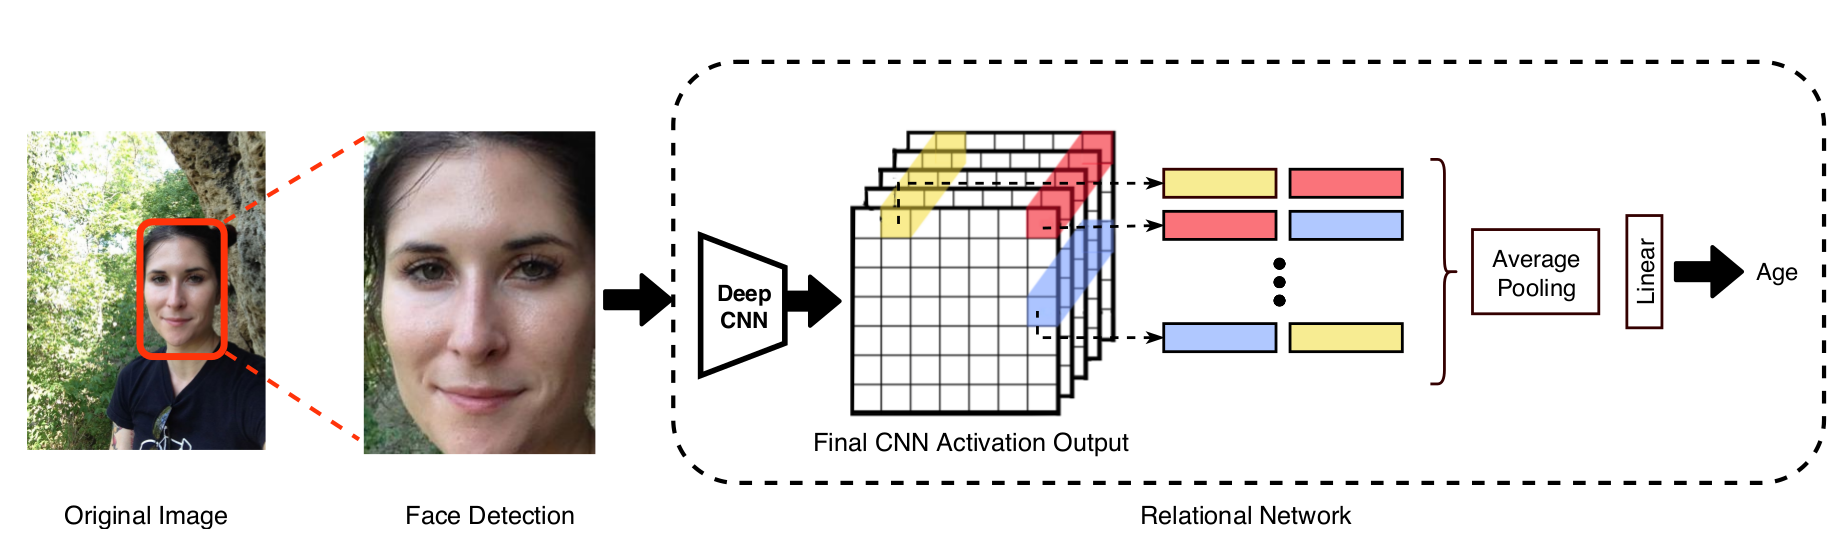 Deep
CNN
Final CNN Activation Output
Average
Pooling
Linear
Age
Original Image
Face Detection
Relational Network